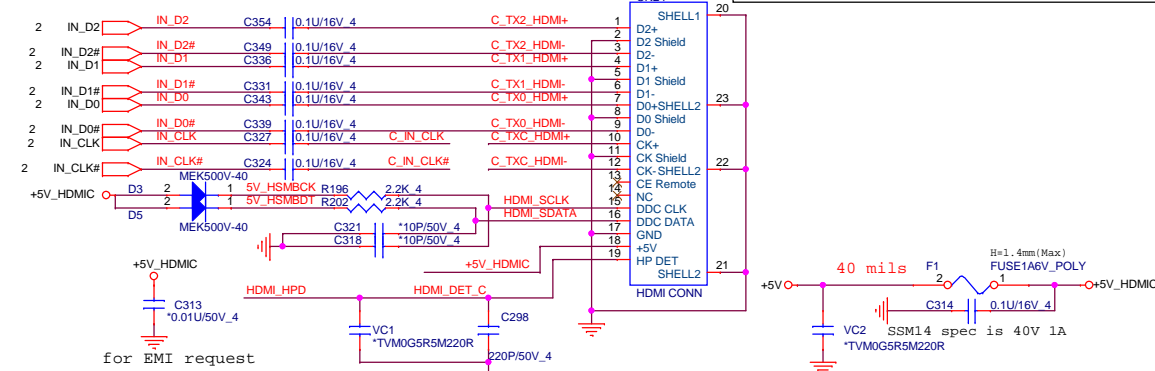 SHELL1 20
2 IN_D2 IN_D2 C354 0.1U/16V_4 C_TX2_HDMI+ 1 D2+
2 D2 Shield
2 IN_D2# IN_D2# C349 0.1U/16V_4 C_TX2_HDMI- 3 D2-
2 IN_D1 IN_D1 C336 0.1U/16V_4 C_TX1_HDMI+ 4 D1+
5 D1 Shield
2 IN_D1# IN_D1# C331 0.1U/16V_4 C_TX1_HDMI- 6 D1-
2 IN_D0 IN_D0 C343 0.1U/16V_4 C_TX0_HDMI+ 7 D0+ SHELL2 23
8 D0 Shield
2 IN_D0# IN_D0# C339 0.1U/16V_4 C_TX0_HDMI- 9 D0-
2 IN_CLK IN_CLK C327 0.1U/16V_4 C_IN_CLK C_TXC_HDMI+ 10 CK+
11 CK Shield
2 IN_CLK# IN_CLK# C324 0.1U/16V_4 C_IN_CLK# C_TXC_HDMI- 12 CK- SHELL2 22
MEK500V-40
13 CE Remote
+5V_HDMIC D3 2 1 5V_HSMBCK R196 2.2K_4 14 NC
D5 2 1 5V_HSMBDT R202 2.2K_4 HDMI_SCLK 15 DDC CLK
MEK500V-40
HDMI_SDATA 16 DDC DATA
C321 *10P/50V_4 17 GND
C318 *10P/50V_4 18 +5V
+5V_HDMIC 19 HP DET
SHELL2 21
HDMI CONN
+5V_HDMIC
C313
*0.01U/50V_4
for EMI request
HDMI_HPD HDMI_DET_C
VC1
*TVM0G5R5M220R
C298
220P/50V_4
H=1.4mm(Max)
40 mils F1 FUSE1A6V_POLY
+5V 2 1 +5V_HDMIC
C314 0.1U/16V_4
SSM14 spec is 40V 1A
VC2
*TVM0G5R5M220R